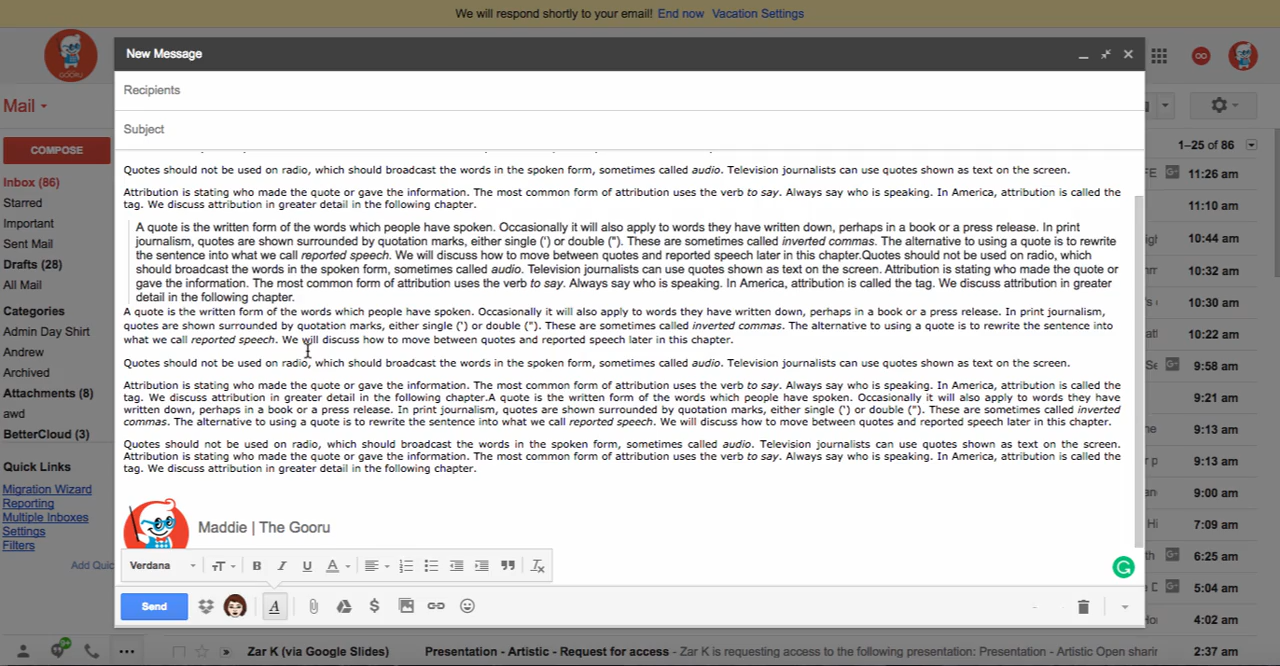 We will respond shortly to your email! End now Vacation Settings
GOORU
New Message
Recipients
Subject
Mail
COMPOSE
Inbox (86)
Starred
Important
Sent Mail
Drafts (28)
All Mail
Categories
Admin Day Shirt
Andrew
Archived
Attachments (8)
awd
BetterCloud (3)
Quick Links
Migration Wizard
Reporting
Multiple Inboxes
Settings
Filters
Add Quic
Quotes should not be used on radio, which should broadcast the words in the spoken form, sometimes called audio. Television journalists can use quotes shown as text on the screen.
Attribution is stating who made the quote or gave the information. The most common form of attribution uses the verb to say. Always say who is speaking. In America, attribution is called the
tag. We discuss attribution in greater detail in the following chapter.
A quote is the written form of the words which people have spoken. Occasionally it will also apply to words they have written down, perhaps in a book or a press release. In print
journalism, quotes are shown surrounded by quotation marks, either single (') or double ("). These are sometimes called inverted commas. The alternative to using a quote is to rewrite
the sentence into what we call reported speech. We will discuss how to move between quotes and reported speech later in this chapter.Quotes should not be used on radio, which
should broadcast the words in the spoken form, sometimes called audio. Television journalists can use quotes shown as text on the screen. Attribution is stating who made the quote or
gave the information. The most common form of attribution uses the verb to say. Always say who is speaking. In America, attribution is called the tag. We discuss attribution in greater
detail in the following chapter.
A quote is the written form of the words which people have spoken. Occasionally it will also apply to words they have written down, perhaps in a book or a press release. In print journalism,
quotes are shown surrounded by quotation marks, either single (') or double ("). These are sometimes called inverted commas. The alternative to using a quote is to rewrite the sentence into
what we call reported speech. We will discuss how to move between quotes and reported speech later in this chapter.
Quotes should not be used on radio, which should broadcast the words in the spoken form, sometimes called audio. Television journalists can use quotes shown as text on the screen.
Attribution is stating who made the quote or gave the information. The most common form of attribution uses the verb to say. Always say who is speaking. In America, attribution is called the
tag. We discuss attribution in greater detail in the following chapter.A quote is the written form of the words which people have spoken. Occasionally it will also apply to words they have
written down, perhaps in a book or a press release. In print journalism, quotes are shown surrounded by quotation marks, either single (') or double ("). These are sometimes called inverted
commas. The alternative to using a quote is to rewrite the sentence into what we call reported speech. We will discuss how to move between quotes and reported speech later in this chapter.
Quotes should not be used on radio, which should broadcast the words in the spoken form, sometimes called audio. Television journalists can use quotes shown as text on the screen.
Attribution is stating who made the quote or gave the information. The most common form of attribution uses the verb to say. Always say who is speaking. In America, attribution is called the
tag. We discuss attribution in greater detail in the following chapter.
Maddie | The Gooru
Verdana
Send
1–25 of 86
11:26 am
11:10 am
10:44 am
10:32 am
10:30 am
10:22 am
9:58 am
9:21 am
9:13 am
9:13 am
9:00 am
7:09 am
6:25 am
5:04 am
4:02 am
Zar K (via Google Slides) Presentation - Artistic - Request for access - Zar K is requesting access to the following presentation: Presentation - Artistic Open sharin 2:37 am